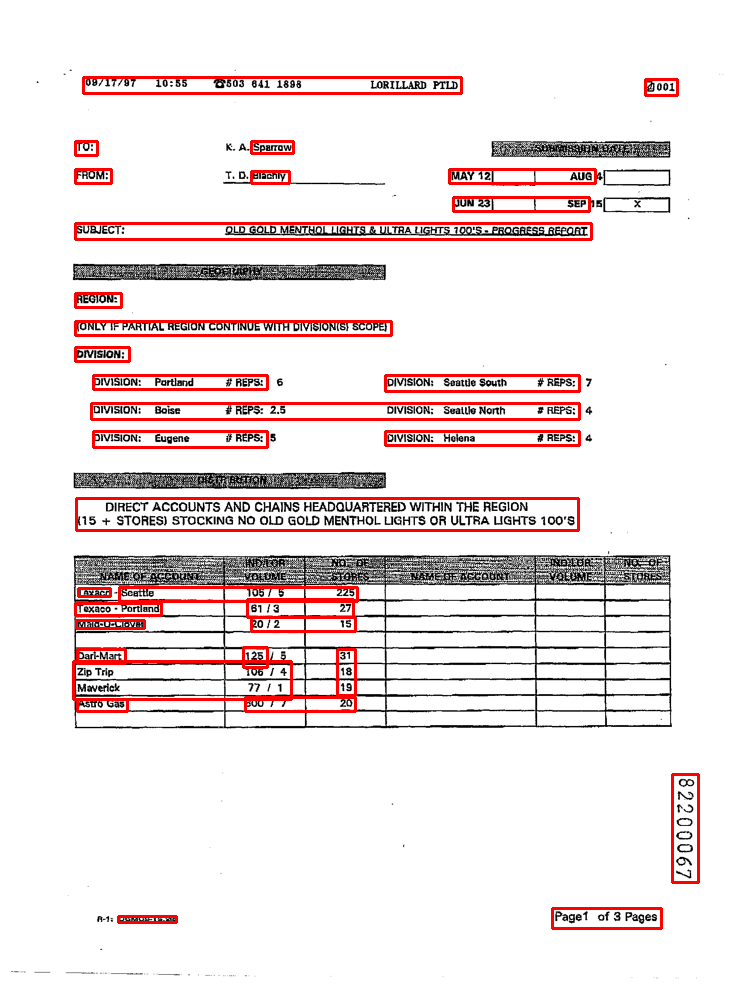 09/17/97 10:55 ☎503 641 1898 LORILLARD PTLD 001
TO: K. A. Sparrow SUBMISSION DATE
FROM: T. D. Blachly MAY 12 AUG 4
JUN 23 SEP 15 X
SUBJECT: OLD GOLD MENTHOL LIGHTS & ULTRA LIGHTS 100'S - PROGRESS REPORT
GEOGRAPHY
REGION:
(ONLY IF PARTIAL REGION CONTINUE WITH DIVISION(S) SCOPE)
DIVISION:
DIVISION: Portland # REPS: 6 DIVISION: Seattle South # REPS: 7
DIVISION: Boise # REPS: 2.5 DIVISION: Seattle North # REPS: 4
DIVISION: Eugene # REPS: 5 DIVISION: Helena # REPS: 4
DISTRIBUTION
DIRECT ACCOUNTS AND CHAINS HEADQUARTERED WITHIN THE REGION
(15 + STORES) STOCKING NO OLD GOLD MENTHOL LIGHTS OR ULTRA LIGHTS 100'S
IND/LOR NO. OF IND/LOR NO. OF
NAME OF ACCOUNT VOLUME STORES NAME OF ACCOUNT VOLUME STORES
Texaco - Seattle 105 / 5 225
Texaco - Portland 61 / 3 27
Maid-O-Clover 20 / 2 15
Dari-Mart 125 / 5 31
Zip Trip 106 / 4 18
Maverick 77 / 1 19
Astro Gas 300 / 7 20
82200067
R-1:
Page1 of 3 Pages